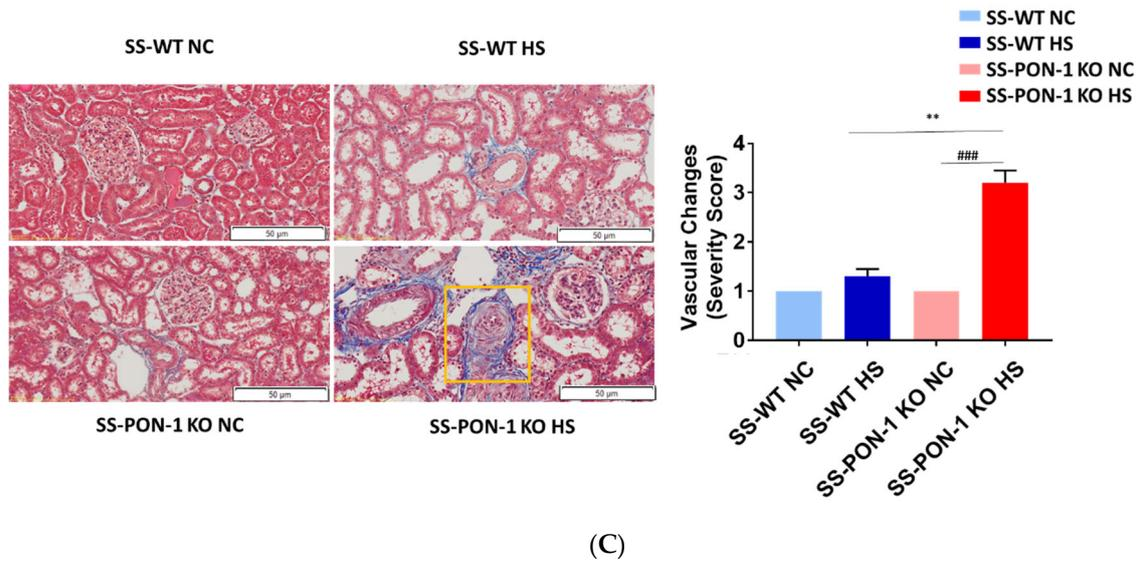 SS-WT NC
SS-WT HS
50 µm
50 µm
50 µm
50 µm
SS-PON-1 KO NC
SS-PON-1 KO HS
SS-WT NC
SS-WT HS
SS-PON-1 KO NC
SS-PON-1 KO HS
**
###
Vascular Changes
(Severity Score)
4
3
2
1
0
SS-WT NC
SS-WT HS
SS-PON-1 KO NC
SS-PON-1 KO HS
(C)